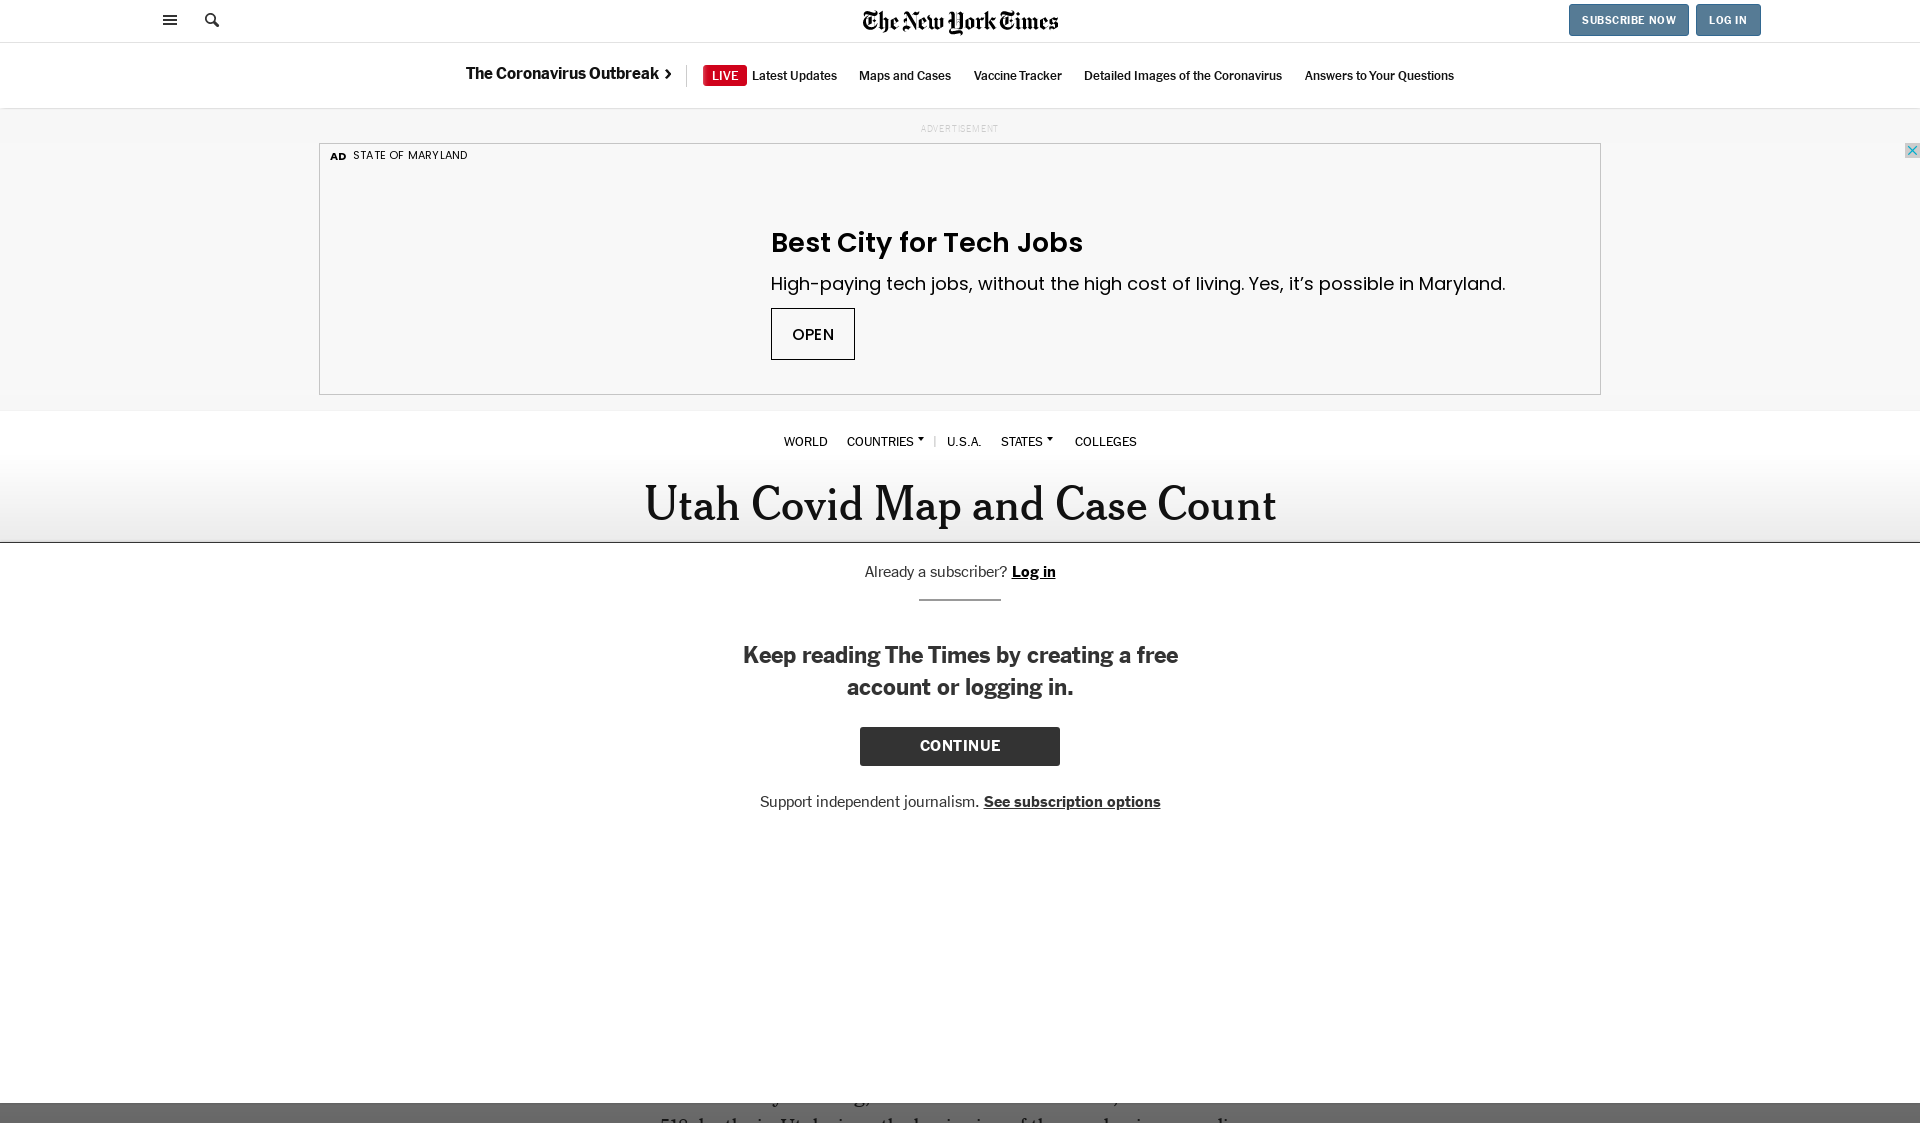 The New York Times
SUBSCRIBE NOW
LOG IN
The Coronavirus Outbreak
LIVE Latest Updates
Maps and Cases
Vaccine Tracker
Detailed Images of the Coronavirus
Answers to Your Questions
ADVERTISEMENT
AD STATE OF MARYLAND
Best City for Tech Jobs
High-paying tech jobs, without the high cost of living. Yes, it’s possible in Maryland.
OPEN
WORLD COUNTRIES | U.S.A. STATES COLLEGES
Utah Covid Map and Case Count
Already a subscriber? Log in
Keep reading The Times by creating a free
account or logging in.
CONTINUE
Support independent journalism. See subscription options